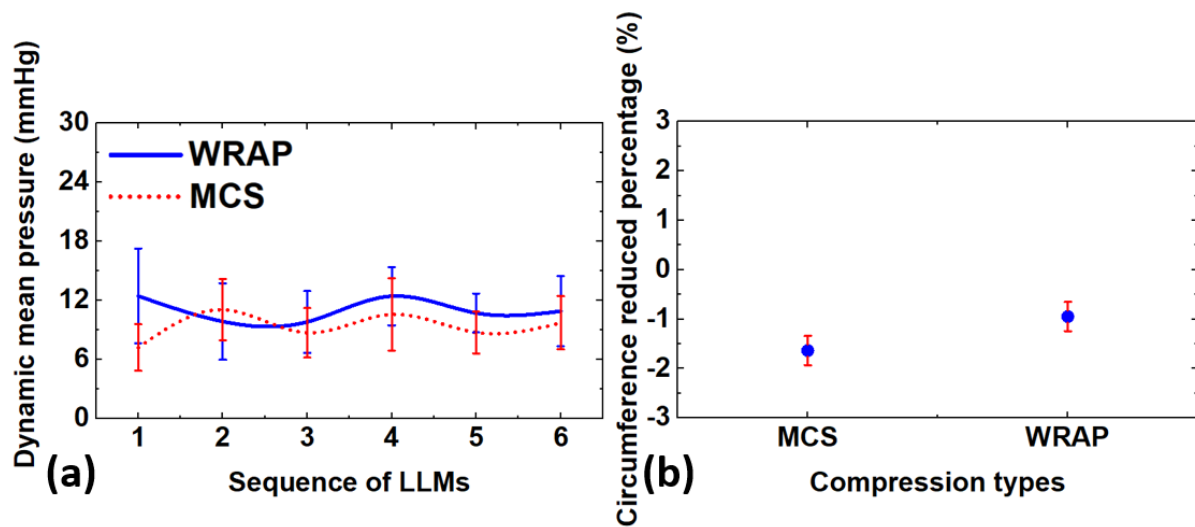 Dynamic mean pressure (mmHg)
30
24
18
12
6
0
WRAP
MCS
1 2 3 4 5 6
Sequence of LLMs
(a)
Circumference reduced percentage (%)
3
2
1
0
-1
-2
-3
MCS WRAP
Compression types
(b)